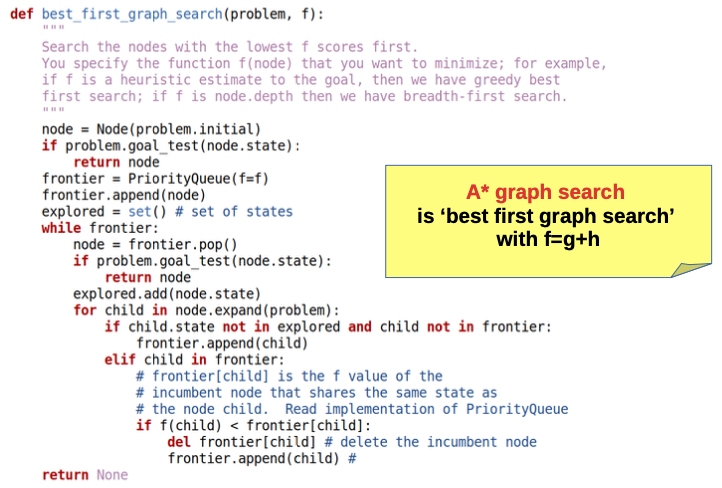 def best_first_graph_search(problem, f):
    """
    Search the nodes with the lowest f scores first.
    You specify the function f(node) that you want to minimize; for example,
    if f is a heuristic estimate to the goal, then we have greedy best
    first search; if f is node.depth then we have breadth-first search.
    """
    node = Node(problem.initial)
    if problem.goal_test(node.state):
        return node
    frontier = PriorityQueue(f=f)
    frontier.append(node)
    explored = set() # set of states
    while frontier:
        node = frontier.pop()
        if problem.goal_test(node.state):
            return node
        explored.add(node.state)
        for child in node.expand(problem):
            if child.state not in explored and child not in frontier:
                frontier.append(child)
            elif child in frontier:
                # frontier[child] is the f value of the
                # incumbent node that shares the same state as
                # the node child.  Read implementation of PriorityQueue
                if f(child) < frontier[child]:
                    del frontier[child] # delete the incumbent node
                    frontier.append(child) #
    return None
A* graph search
is ‘best first graph search’
with f=g+h